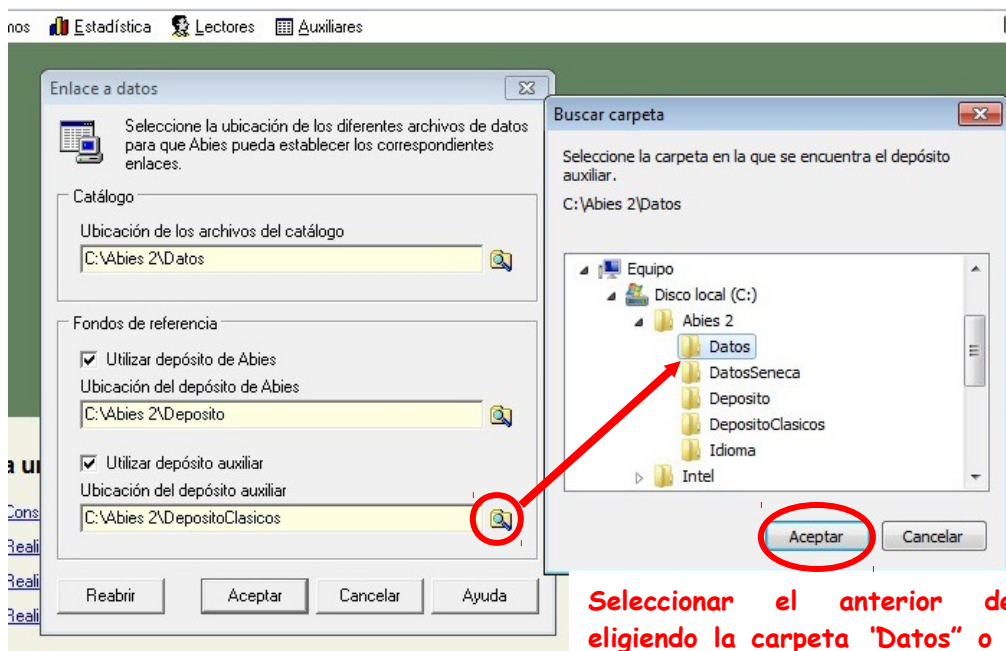 Estadística Lectores Auxiliares
Enlace a datos
Seleccione la ubicación de los diferentes archivos de datos
para que Abies pueda establecer los correspondientes
enlaces.
Catálogo
Ubicación de los archivos del catálogo
C:\Abies 2\Datos
Fondos de referencia
Utilizar depósito de Abies
Ubicación del depósito de Abies
C:\Abies 2\Deposito
Utilizar depósito auxiliar
Ubicación del depósito auxiliar
C:\Abies 2\DepositoClasicos
Reabrir Aceptar Cancelar Ayuda
Buscar carpeta
Seleccione la carpeta en la que se encuentra el depósito
auxiliar.
C:\Abies 2\Datos
Equipo
Disco local (C:)
Abies 2
Datos
DatosSeneca
Deposito
DepositoClasicos
Idioma
Intel
Aceptar Cancelar
Seleccionar el anterior de
eligiendo la carpeta "Datos" o